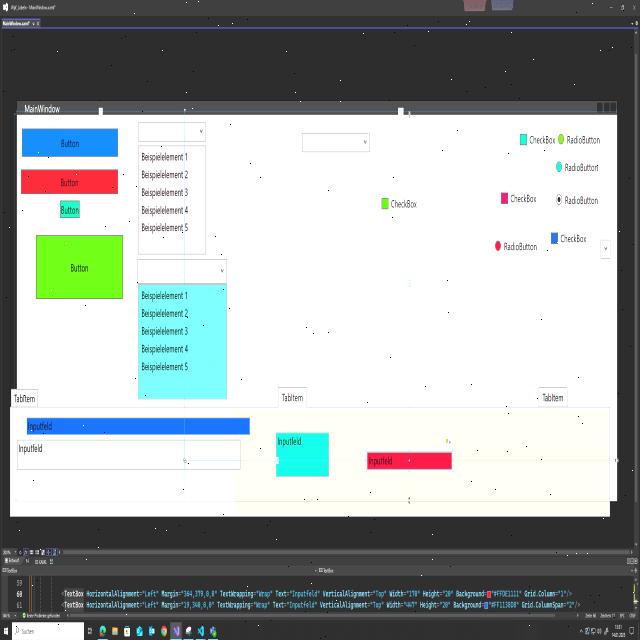 MainWindow.xaml*
MainWindow
Button
Button
Button
Button
Beispielelement 1
Beispielelement 2
Beispielelement 3
Beispielelement 4
Beispielelement 5
Beispielelement 1
Beispielelement 2
Beispielelement 3
Beispielelement 4
Beispielelement 5
CheckBox
CheckBox RadioButton
RadioButton
CheckBox RadioButton
RadioButton CheckBox
TabItem TabItem TabItem
Inputfeld
Inputfeld
Inputfeld
Inputfeld
TextBox TextBox
59
60 <TextBox HorizontalAlignment="Left" Margin="364,379,0,0" TextWrapping="Wrap" Text="Inputfeld" VerticalAlignment="Top" Width="170" Height="20" Background="#FFDE1111" Grid.Column="1"/>
61 <TextBox HorizontalAlignment="Left" Margin="19,340,0,0" TextWrapping="Wrap" Text="Inputfeld" VerticalAlignment="Top" Width="447" Height="20" Grid.ColumnSpan="2"/>
Suchen